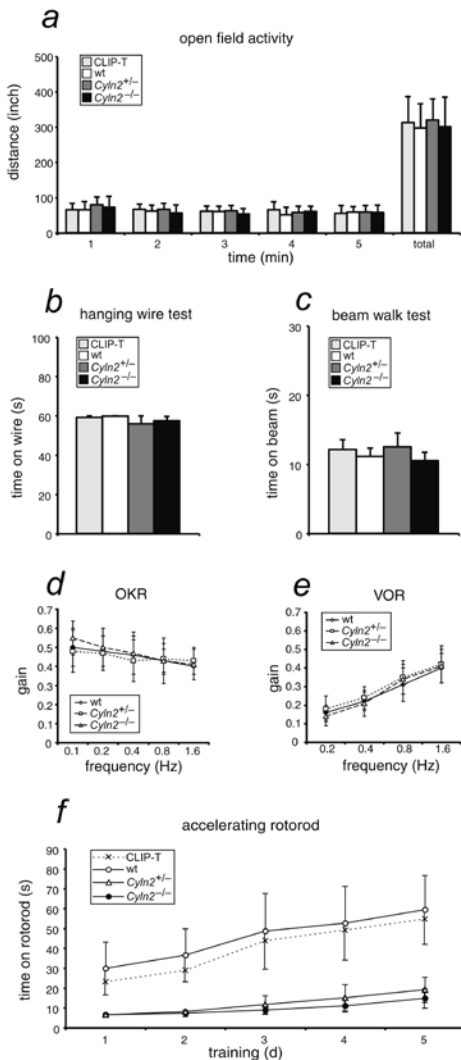 a
open field activity
CLIP-T
wt
Cyln2+/–
Cyln2–/–
distance (inch)
500
400
300
200
100
0
1 2 3 4 5 total
time (min)
b
hanging wire test
CLIP-T
wt
Cyln2+/–
Cyln2–/–
time on wire (s)
100
80
60
40
20
0
c
beam walk test
CLIP-T
wt
Cyln2+/–
Cyln2–/–
time on beam (s)
30
20
10
0
d
OKR
gain
0.7
0.6
0.5
0.4
0.3
0.2
0.1
0
wt
Cyln2+/–
Cyln2–/–
0.1 0.2 0.4 0.8 1.6
frequency (Hz)
e
VOR
wt
Cyln2+/–
Cyln2–/–
gain
0.7
0.6
0.5
0.4
0.3
0.2
0.1
0
0.2 0.4 0.8 1.6
frequency (Hz)
f
accelerating rotorod
CLIP-T
wt
Cyln2+/–
Cyln2–/–
time on rotorod (s)
90
80
70
60
50
40
30
20
10
0
1 2 3 4 5
training (d)